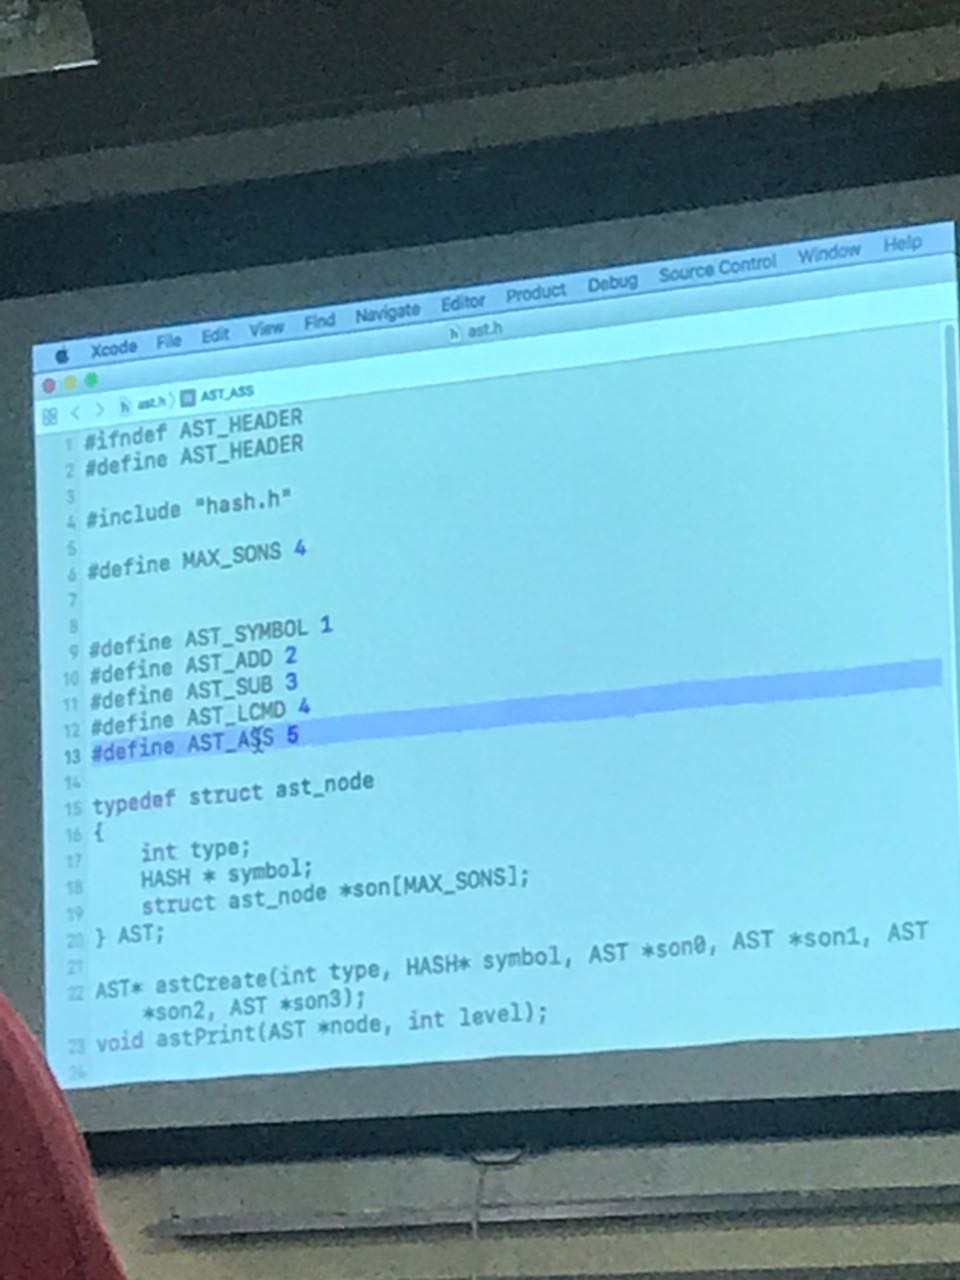 Xcode File Edit View Find Navigate Editor Product Debug Source Control Window Help
h ast.h
h ast.h AST_ASS
1 #ifndef AST_HEADER
2 #define AST_HEADER
3
4 #include "hash.h"
5
6 #define MAX_SONS 4
7
8
9 #define AST_SYMBOL 1
10 #define AST_ADD 2
11 #define AST_SUB 3
12 #define AST_LCMD 4
13 #define AST_ASS 5
14
15 typedef struct ast_node
16 {
17 int type;
18 HASH * symbol;
19 struct ast_node *son[MAX_SONS];
20 } AST;
21
22 AST* astCreate(int type, HASH* symbol, AST *son0, AST *son1, AST
*son2, AST *son3);
23 void astPrint(AST *node, int level);
24